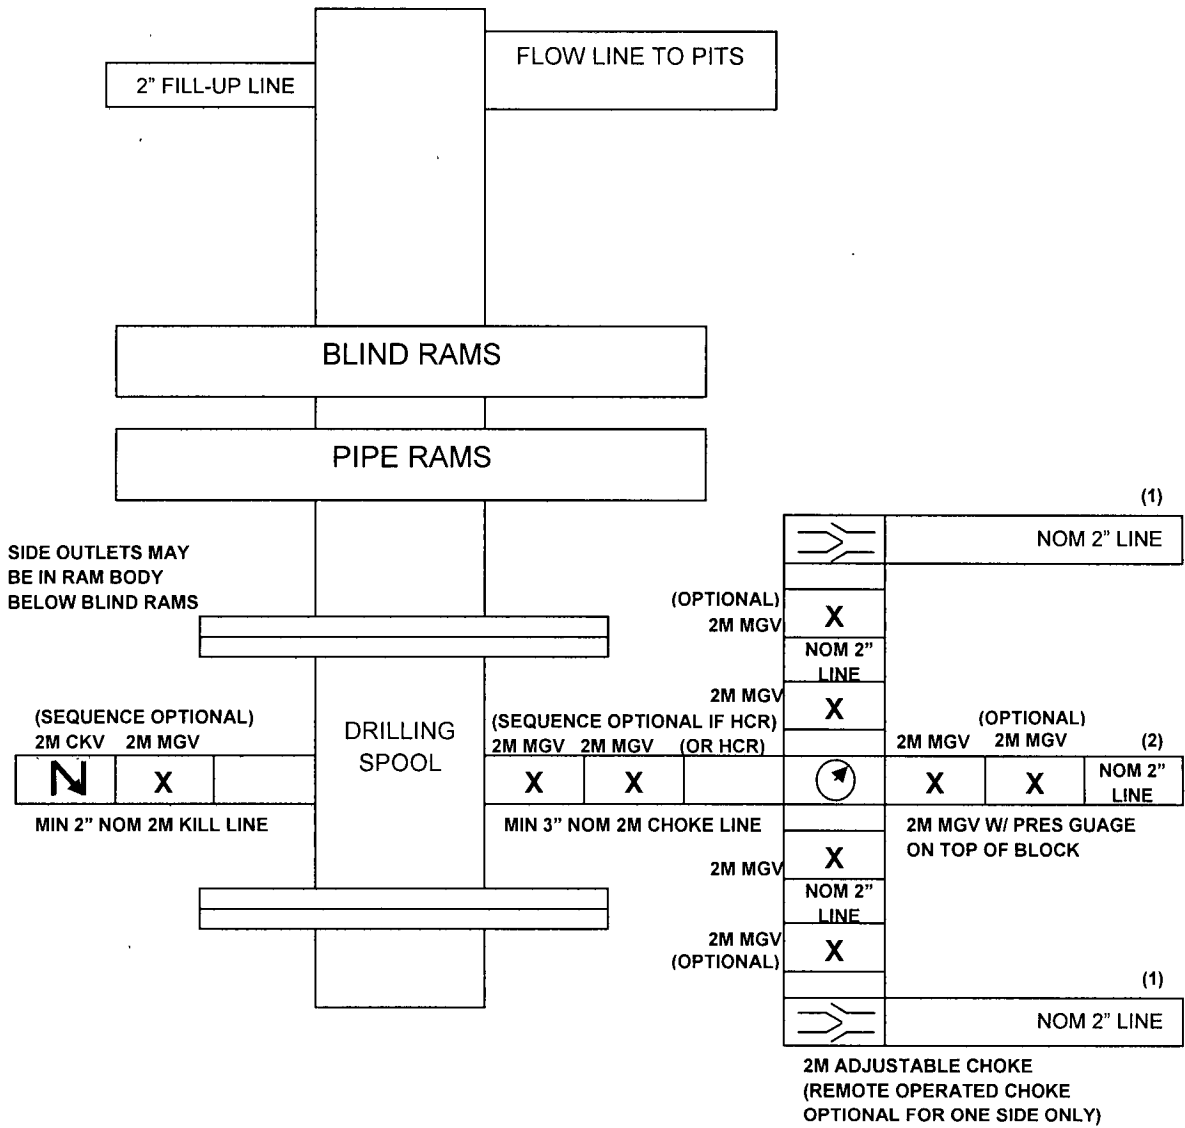 FLOW LINE TO PITS
2" FILL-UP LINE
BLIND RAMS
PIPE RAMS
(1)
NOM 2" LINE
SIDE OUTLETS MAY
BE IN RAM BODY
BELOW BLIND RAMS
(OPTIONAL)
2M MGV
X
NOM 2"
LINE
2M MGV
X
(SEQUENCE OPTIONAL)
2M CKV 2M MGV
X
MIN 2" NOM 2M KILL LINE
DRILLING
SPOOL
(SEQUENCE OPTIONAL IF HCR)
2M MGV 2M MGV (OR HCR)
X X
MIN 3" NOM 2M CHOKE LINE
(OPTIONAL)
2M MGV 2M MGV (2)
X X
NOM 2"
LINE
2M MGV W/ PRES GUAGE
ON TOP OF BLOCK
2M MGV
X
NOM 2"
LINE
2M MGV
(OPTIONAL)
X
(1)
NOM 2" LINE
2M ADJUSTABLE CHOKE
(REMOTE OPERATED CHOKE
OPTIONAL FOR ONE SIDE ONLY)